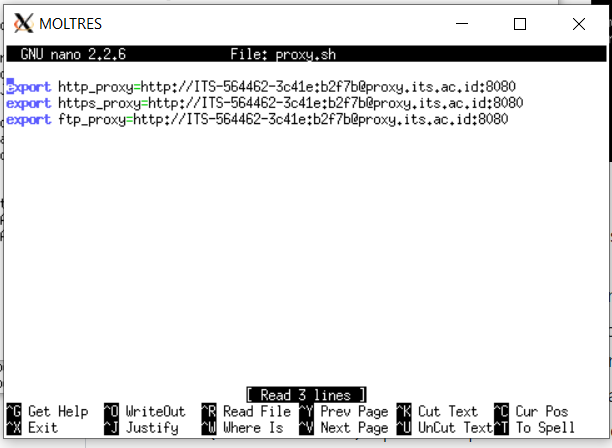 MOLTRES
GNU nano 2.2.6 File: proxy.sh
export http_proxy=http://ITS-564462-3c41e:b2f7b@proxy.its.ac.id:8080
export https_proxy=http://ITS-564462-3c41e:b2f7b@proxy.its.ac.id:8080
export ftp_proxy=http://ITS-564462-3c41e:b2f7b@proxy.its.ac.id:8080
[ Read 3 lines ]
^G Get Help ^O WriteOut ^R Read File ^Y Prev Page ^K Cut Text ^C Cur Pos
^X Exit ^J Justify ^W Where Is ^V Next Page ^U UnCut Text ^T To Spell